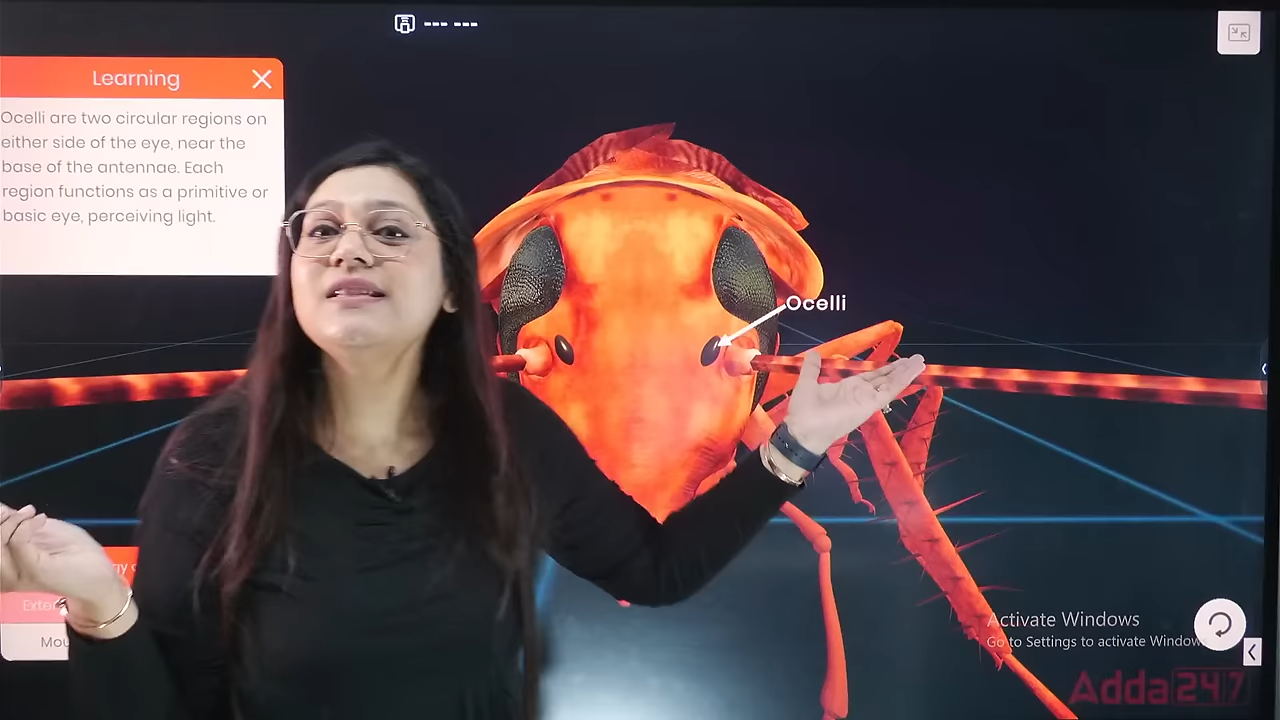 Learning
Ocelli are two circular regions on
either side of the eye, near the
base of the antennae. Each
region functions as a primitive or
basic eye, perceiving light.
Ocelli
Activate Windows
Go to Settings to activate Window
Adda247